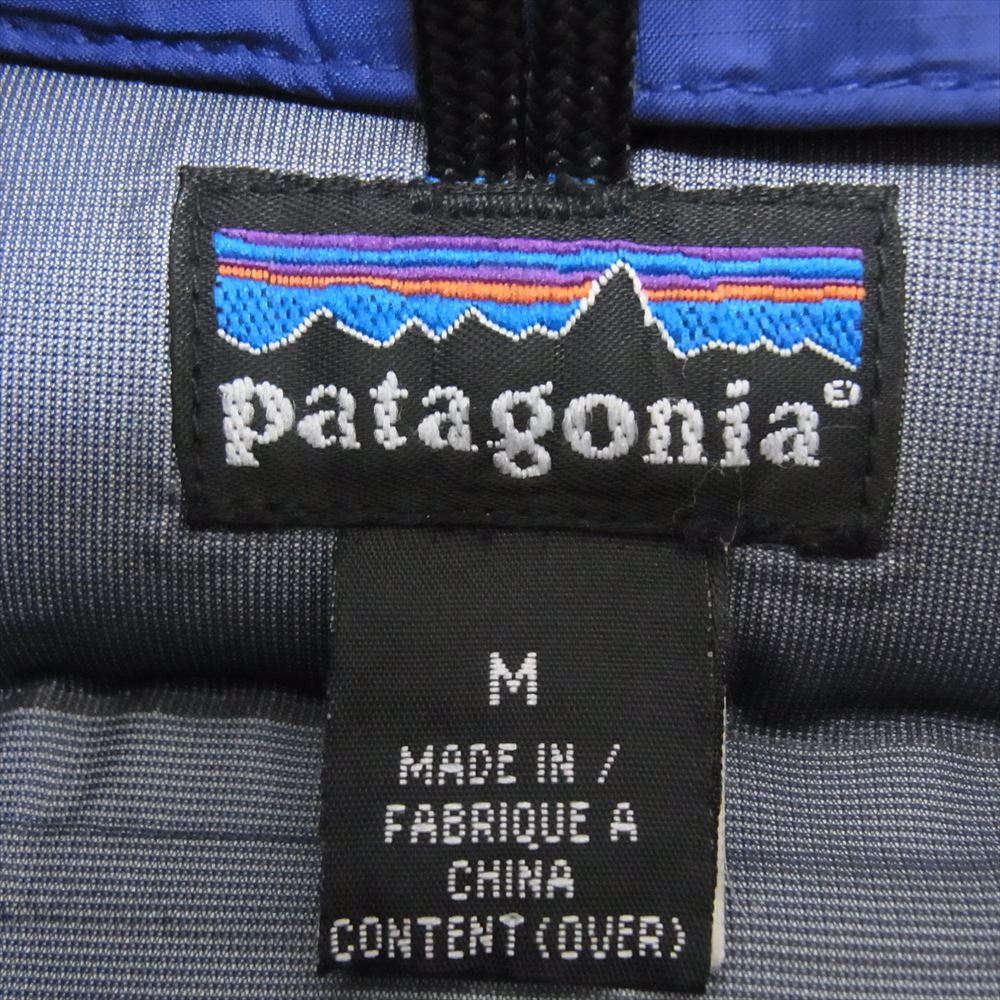 patagonia®
M
MADE IN /
FABRIQUE A
CHINA
CONTENT (OVER)